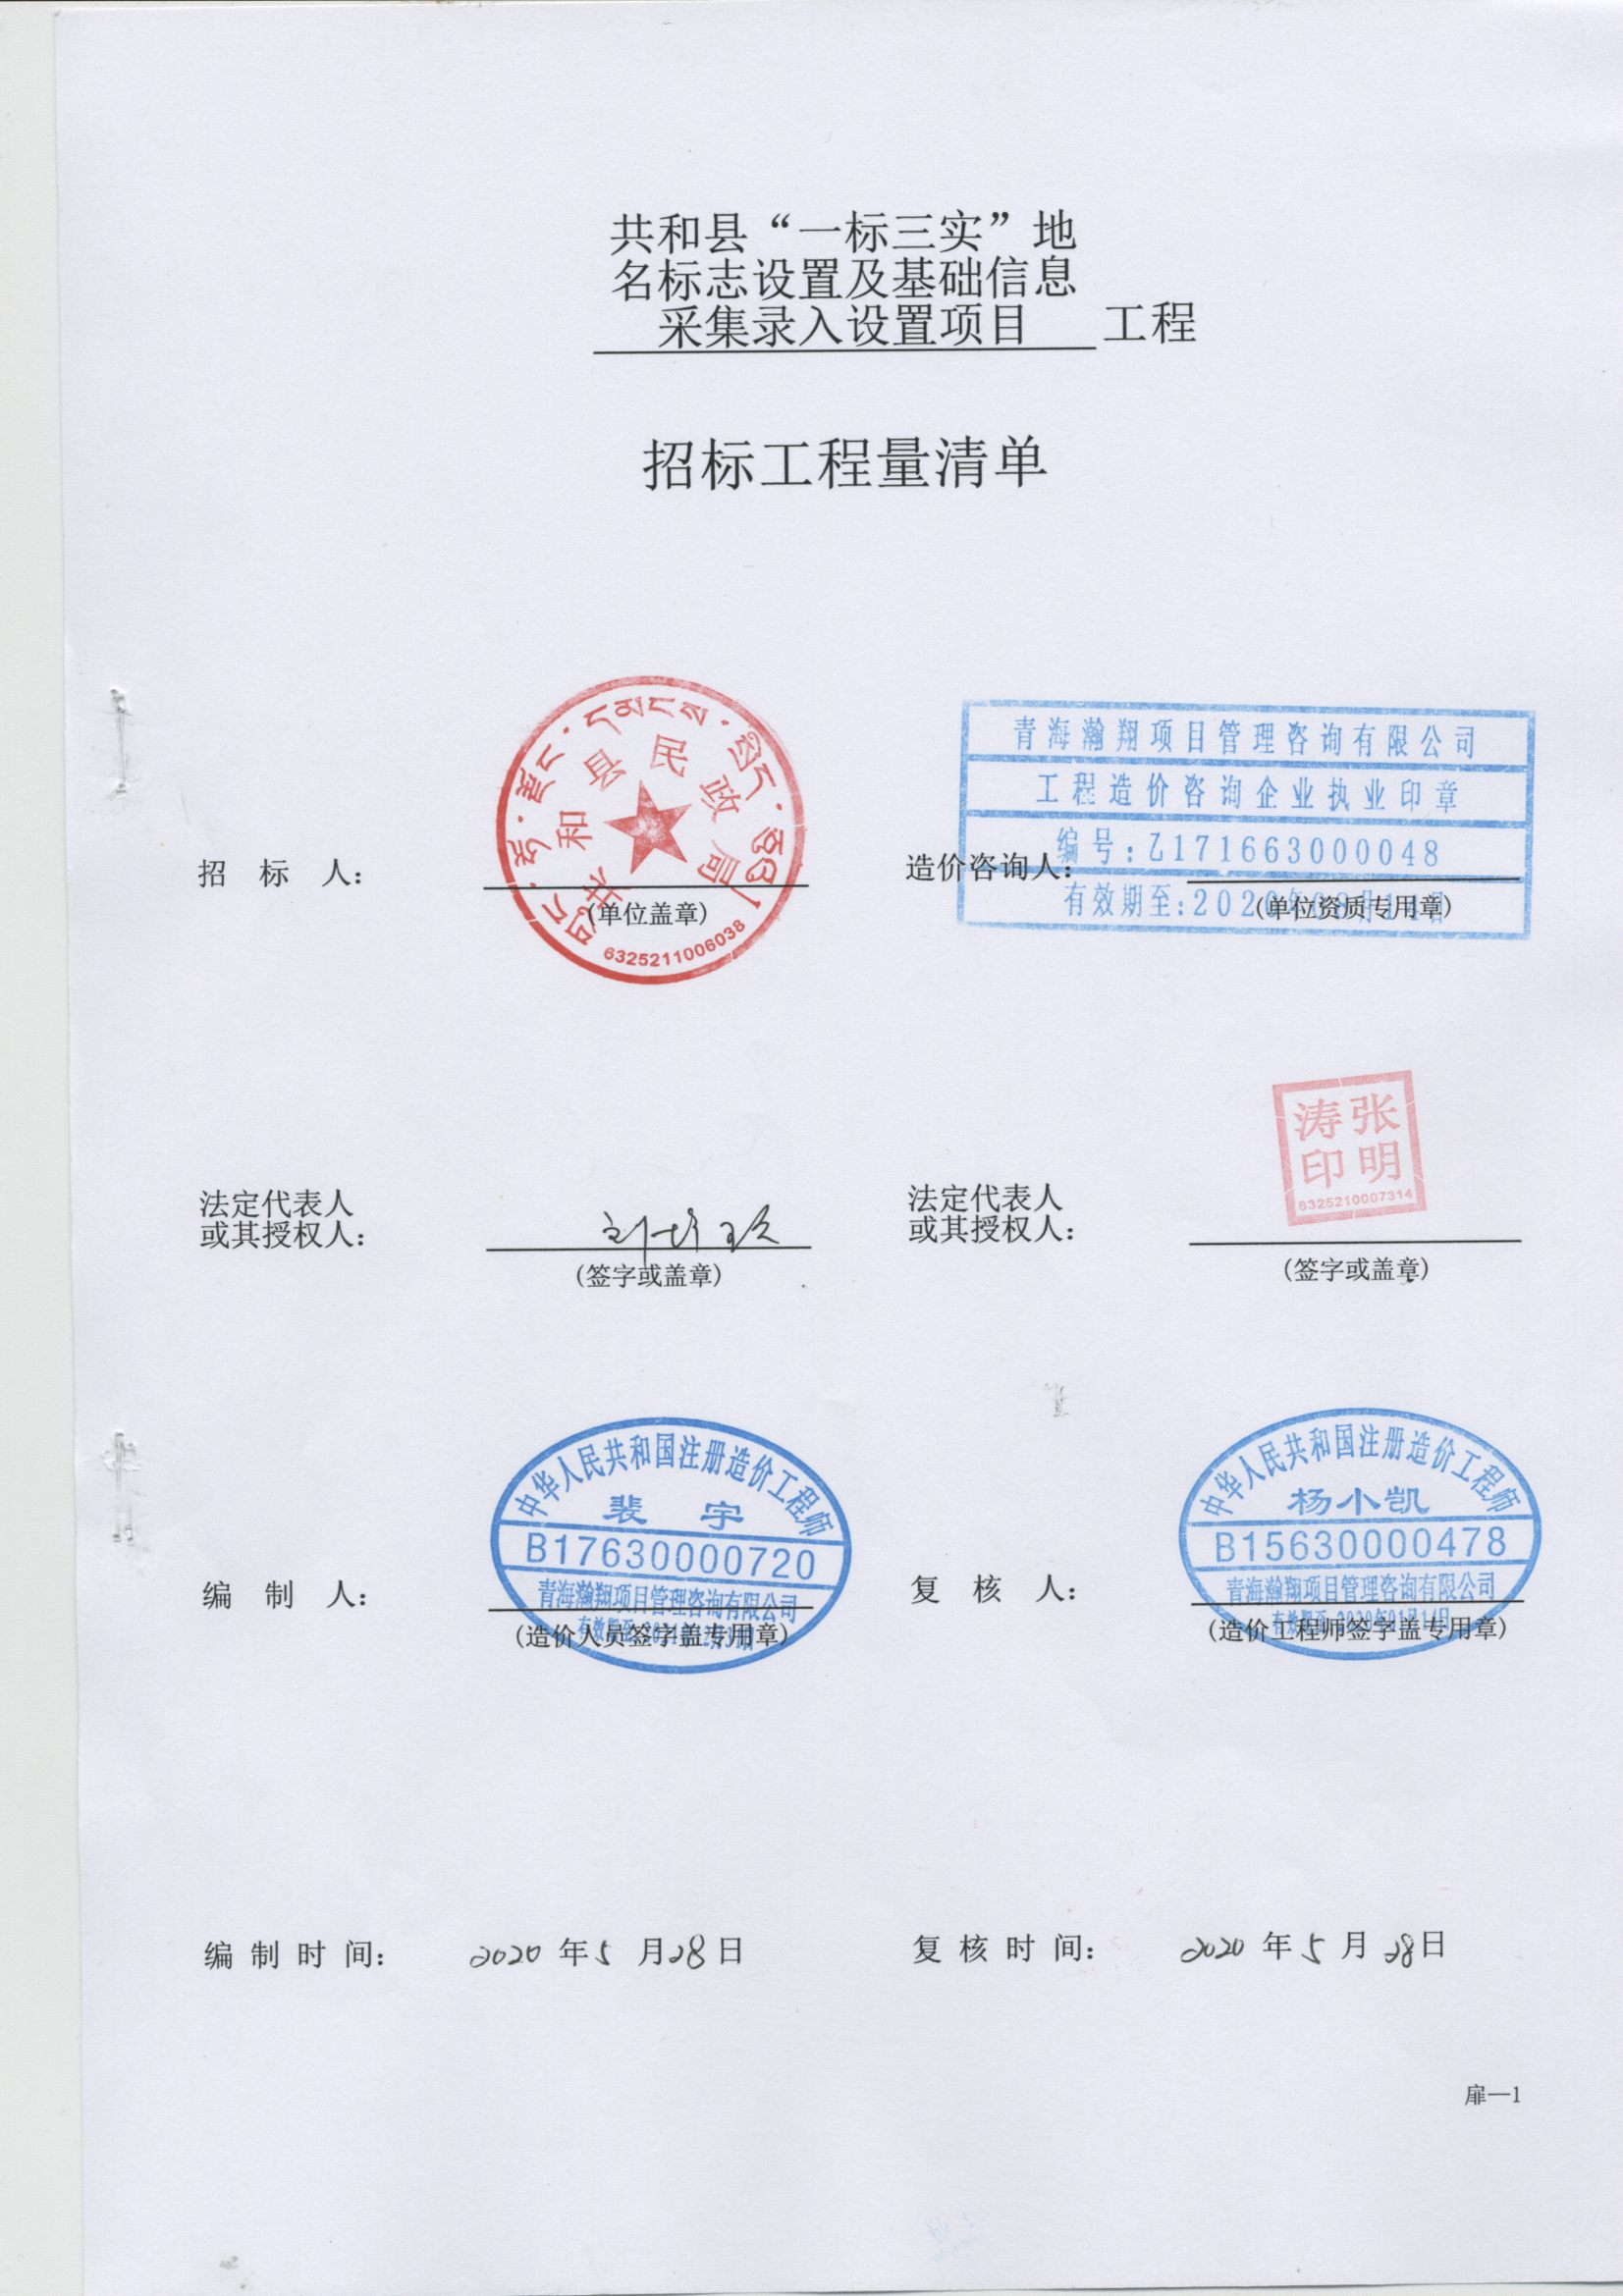 共和县“一标三实”地
名标志设置及基础信息
采集录入设置项目 工程
招标工程量清单
共和县民政局
6325211006038
青海瀚翔项目管理咨询有限公司
工程造价咨询企业执业印章
编号:乙171663000048
有效期至:2020年
招 标 人:
(单位盖章)
造价咨询人:
(单位资质专用章)
张明涛印
6325210007314
法定代表人
或其授权人:
(签字或盖章)
法定代表人
或其授权人:
(签字或盖章)
中华人民共和国注册造价工程师
裴 宇
B17630000720
青海瀚翔项目管理咨询有限公司
有效期至
中华人民共和国注册造价工程师
杨小凯
B15630000478
青海瀚翔项目管理咨询有限公司
有效期至
编 制 人:
(造价人员签字盖专用章)
复 核 人:
(造价工程师签字盖专用章)
编 制 时 间: 2020 年 5 月 28 日
复 核 时 间: 2020 年 5 月 28 日
扉—1